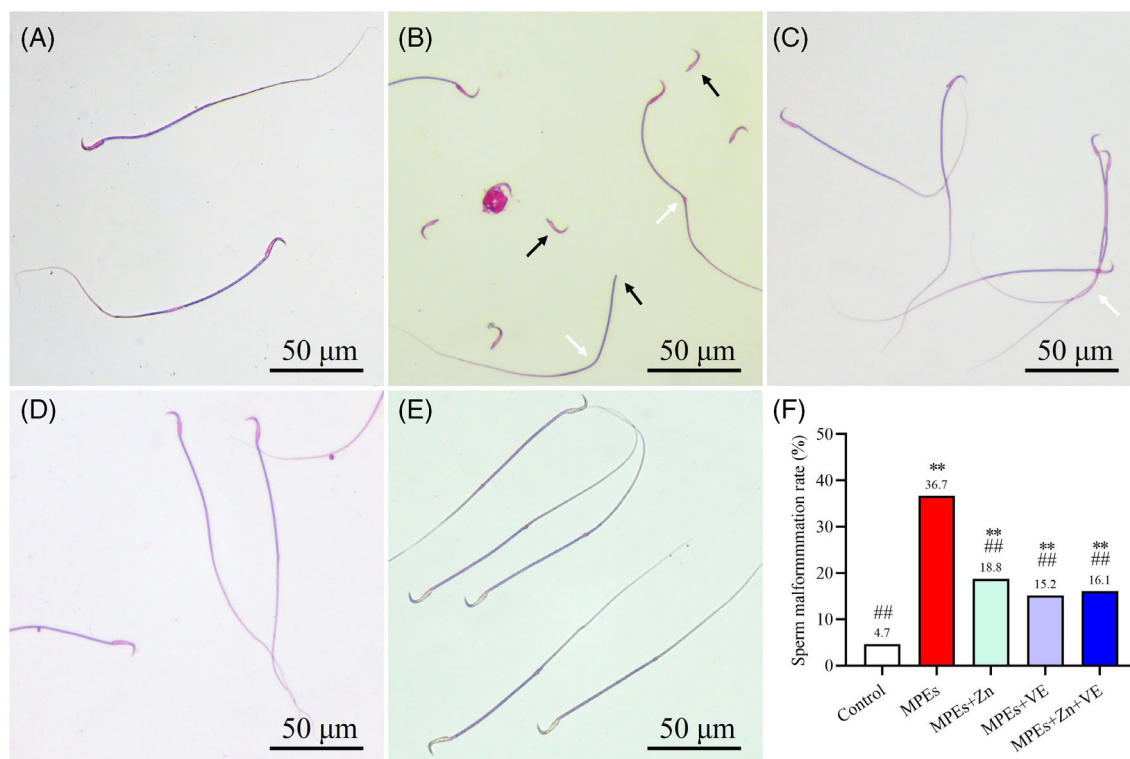 (A)
50 μm
(B)
50 μm
(C)
50 μm
(D)
50 μm
(E)
50 μm
(F)
Sperm malformmmation rate (%)
50
40
30
20
10
0
##
4.7
**
36.7
**
##
18.8
**
##
15.2
**
##
16.1
Control
MPEs
MPEs+Zn
MPEs+VE
MPEs+Zn+VE